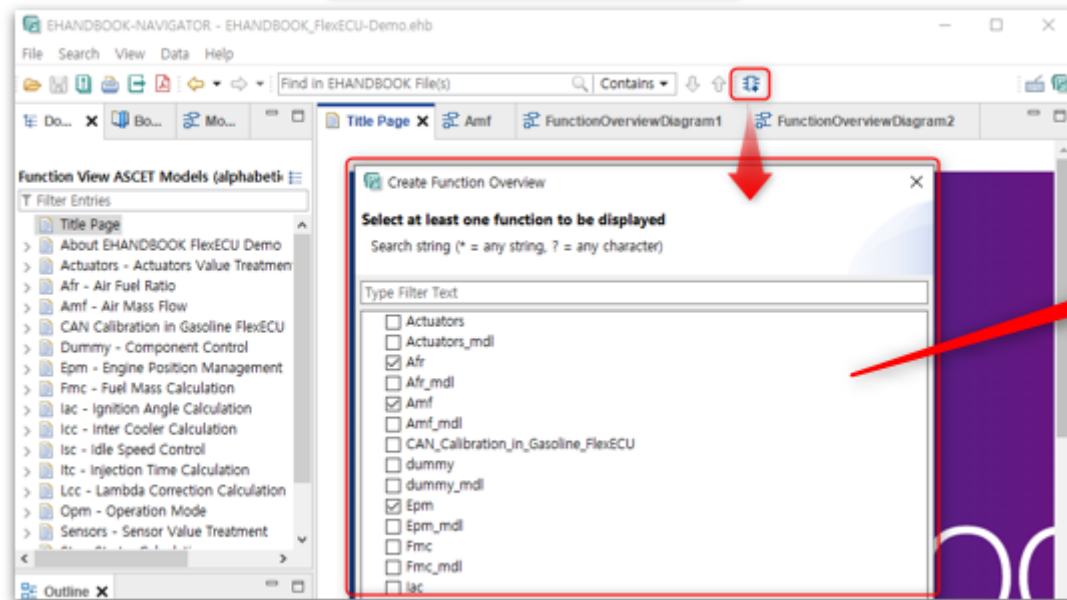 EHANDBOOK-NAVIGATOR - EHANDBOOK_FlexECU-Demo.ehb
File Search View Data Help
Find in EHANDBOOK File(s) Contains
Do... Bo... Mo...
Title Page Amf FunctionOverviewDiagram1 FunctionOverviewDiagram2
Function View ASCET Models (alphabeti
Filter Entries
Title Page
About EHANDBOOK FlexECU Demo
Actuators - Actuators Value Treatmen
Afr - Air Fuel Ratio
Amf - Air Mass Flow
CAN Calibration in Gasoline FlexECU
Dummy - Component Control
Epm - Engine Position Management
Fmc - Fuel Mass Calculation
Iac - Ignition Angle Calculation
Icc - Inter Cooler Calculation
Isc - Idle Speed Control
Itc - Injection Time Calculation
Lcc - Lambda Correction Calculation
Opm - Operation Mode
Sensors - Sensor Value Treatment
Outline
Create Function Overview
Select at least one function to be displayed
Search string (* = any string, ? = any character)
Type Filter Text
Actuators
Actuators_mdl
Afr
Afr_mdl
Amf
Amf_mdl
CAN_Calibration_in_Gasoline_FlexECU
dummy
dummy_mdl
Epm
Epm_mdl
Fmc
Fmc_mdl
Iac